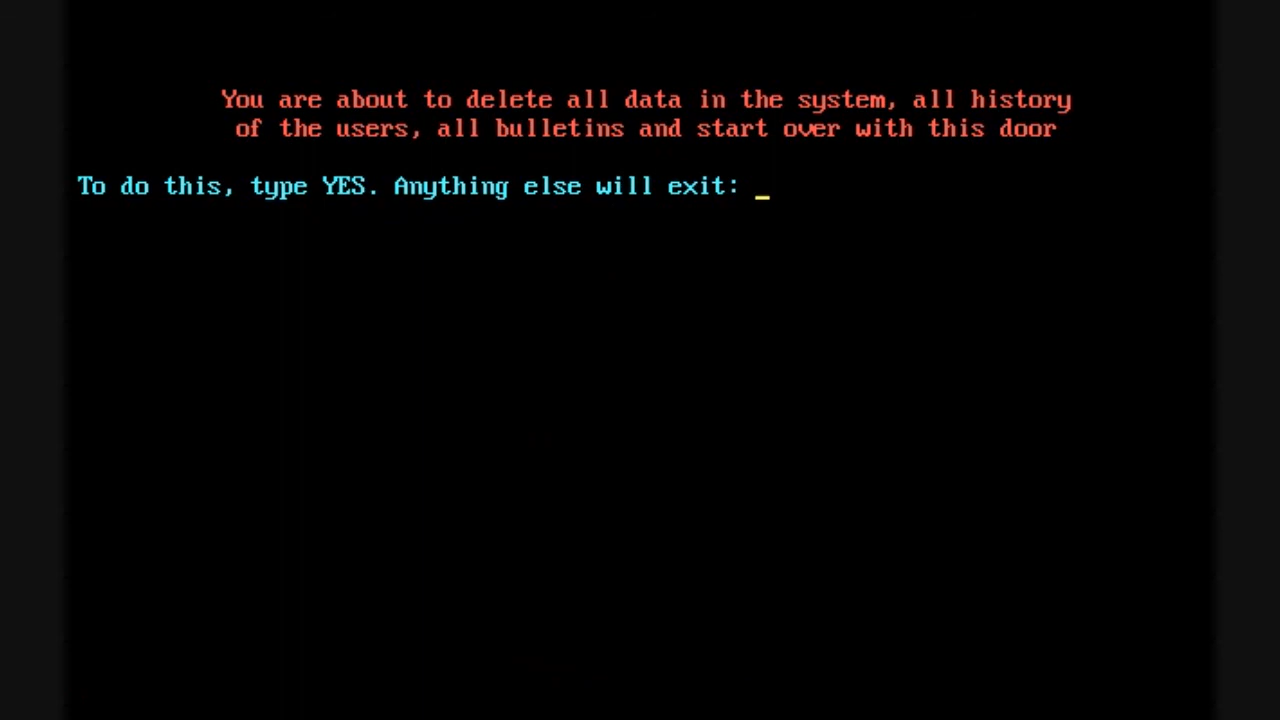 You are about to delete all data in the system, all history
of the users, all bulletins and start over with this door
To do this, type YES. Anything else will exit: _